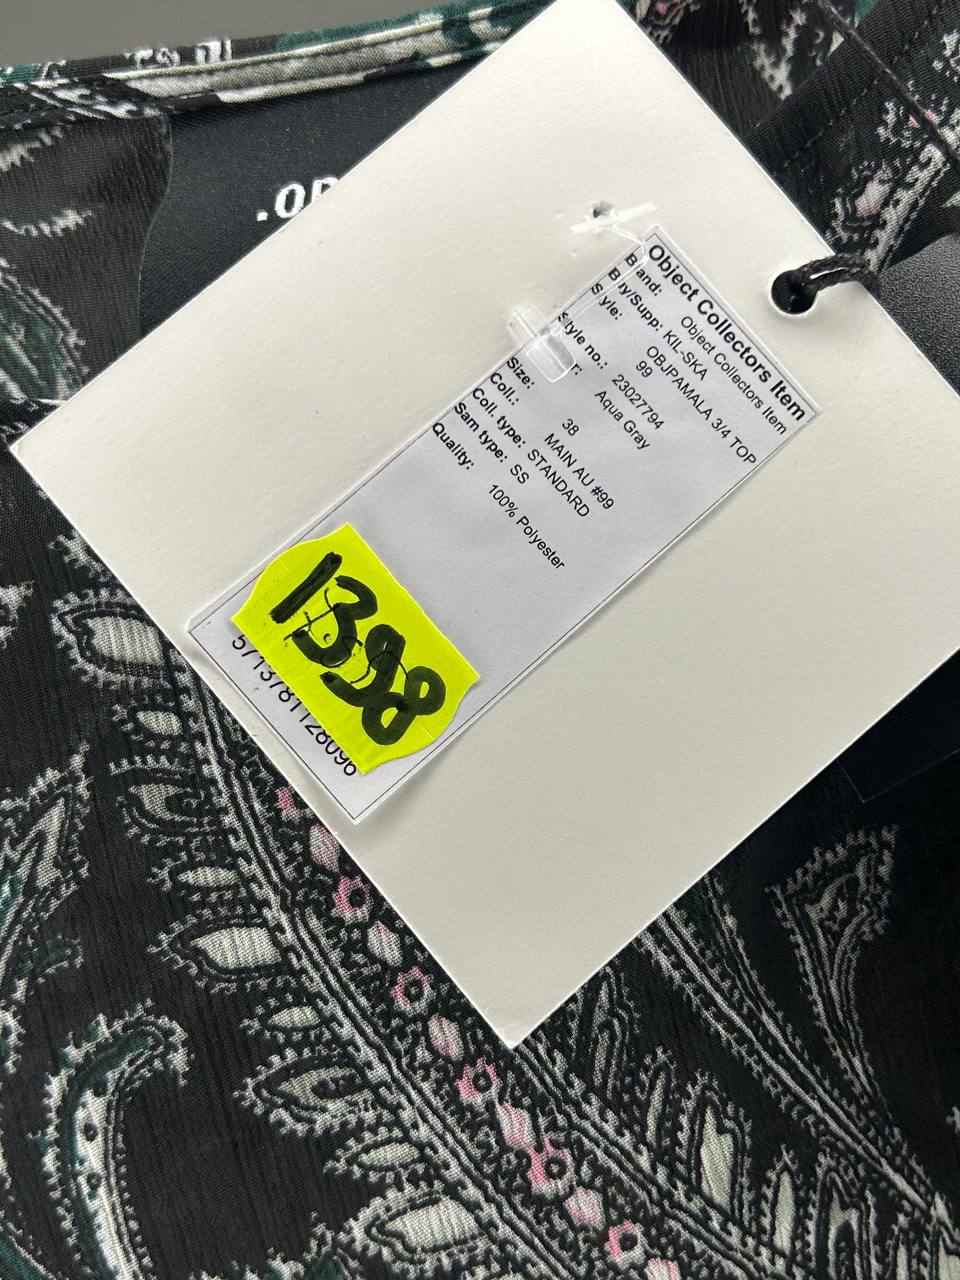 .OB
Object Collectors Item
Brand: Object Collectors Item
Buy/Supp: KIL-SKA
Style: OBJPAMALA 3/4 TOP
99
Style no.: 23027794
Aqua Gray
Size: 38
Coll.: MAIN AU #99
Coll. type: STANDARD
Sam type: SS
Quality: 100% Polyester
1398
5713781128096